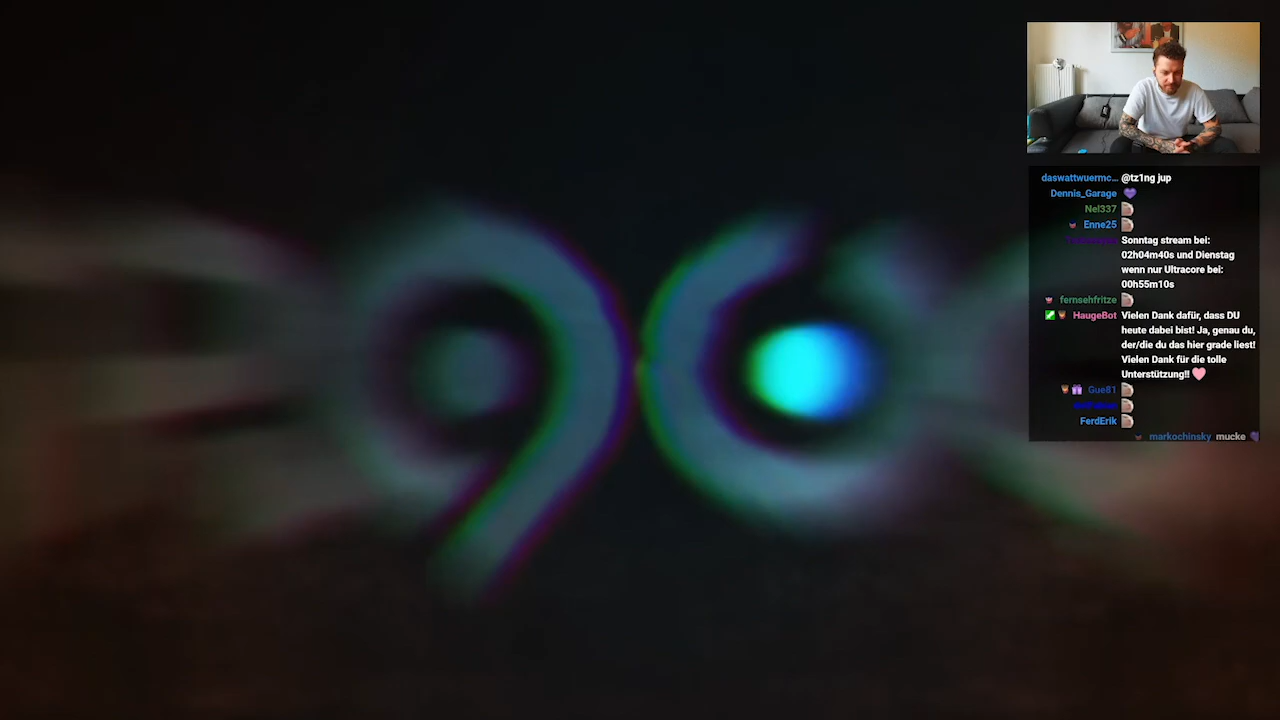 daswattwuermc... @tz1ng jup
Dennis_Garage
Nel337
Enne25
Sonntag stream bei:
02h04m40s und Dienstag
wenn nur Ultracore bei:
00h55m10s
fernsehfritze
HaugeBot Vielen Dank dafür, dass DU
heute dabei bist! Ja, genau du,
der/die du das hier grade liest!
Vielen Dank für die tolle
Unterstützung!!
Gue81
FerdErik
markochinsky mucke